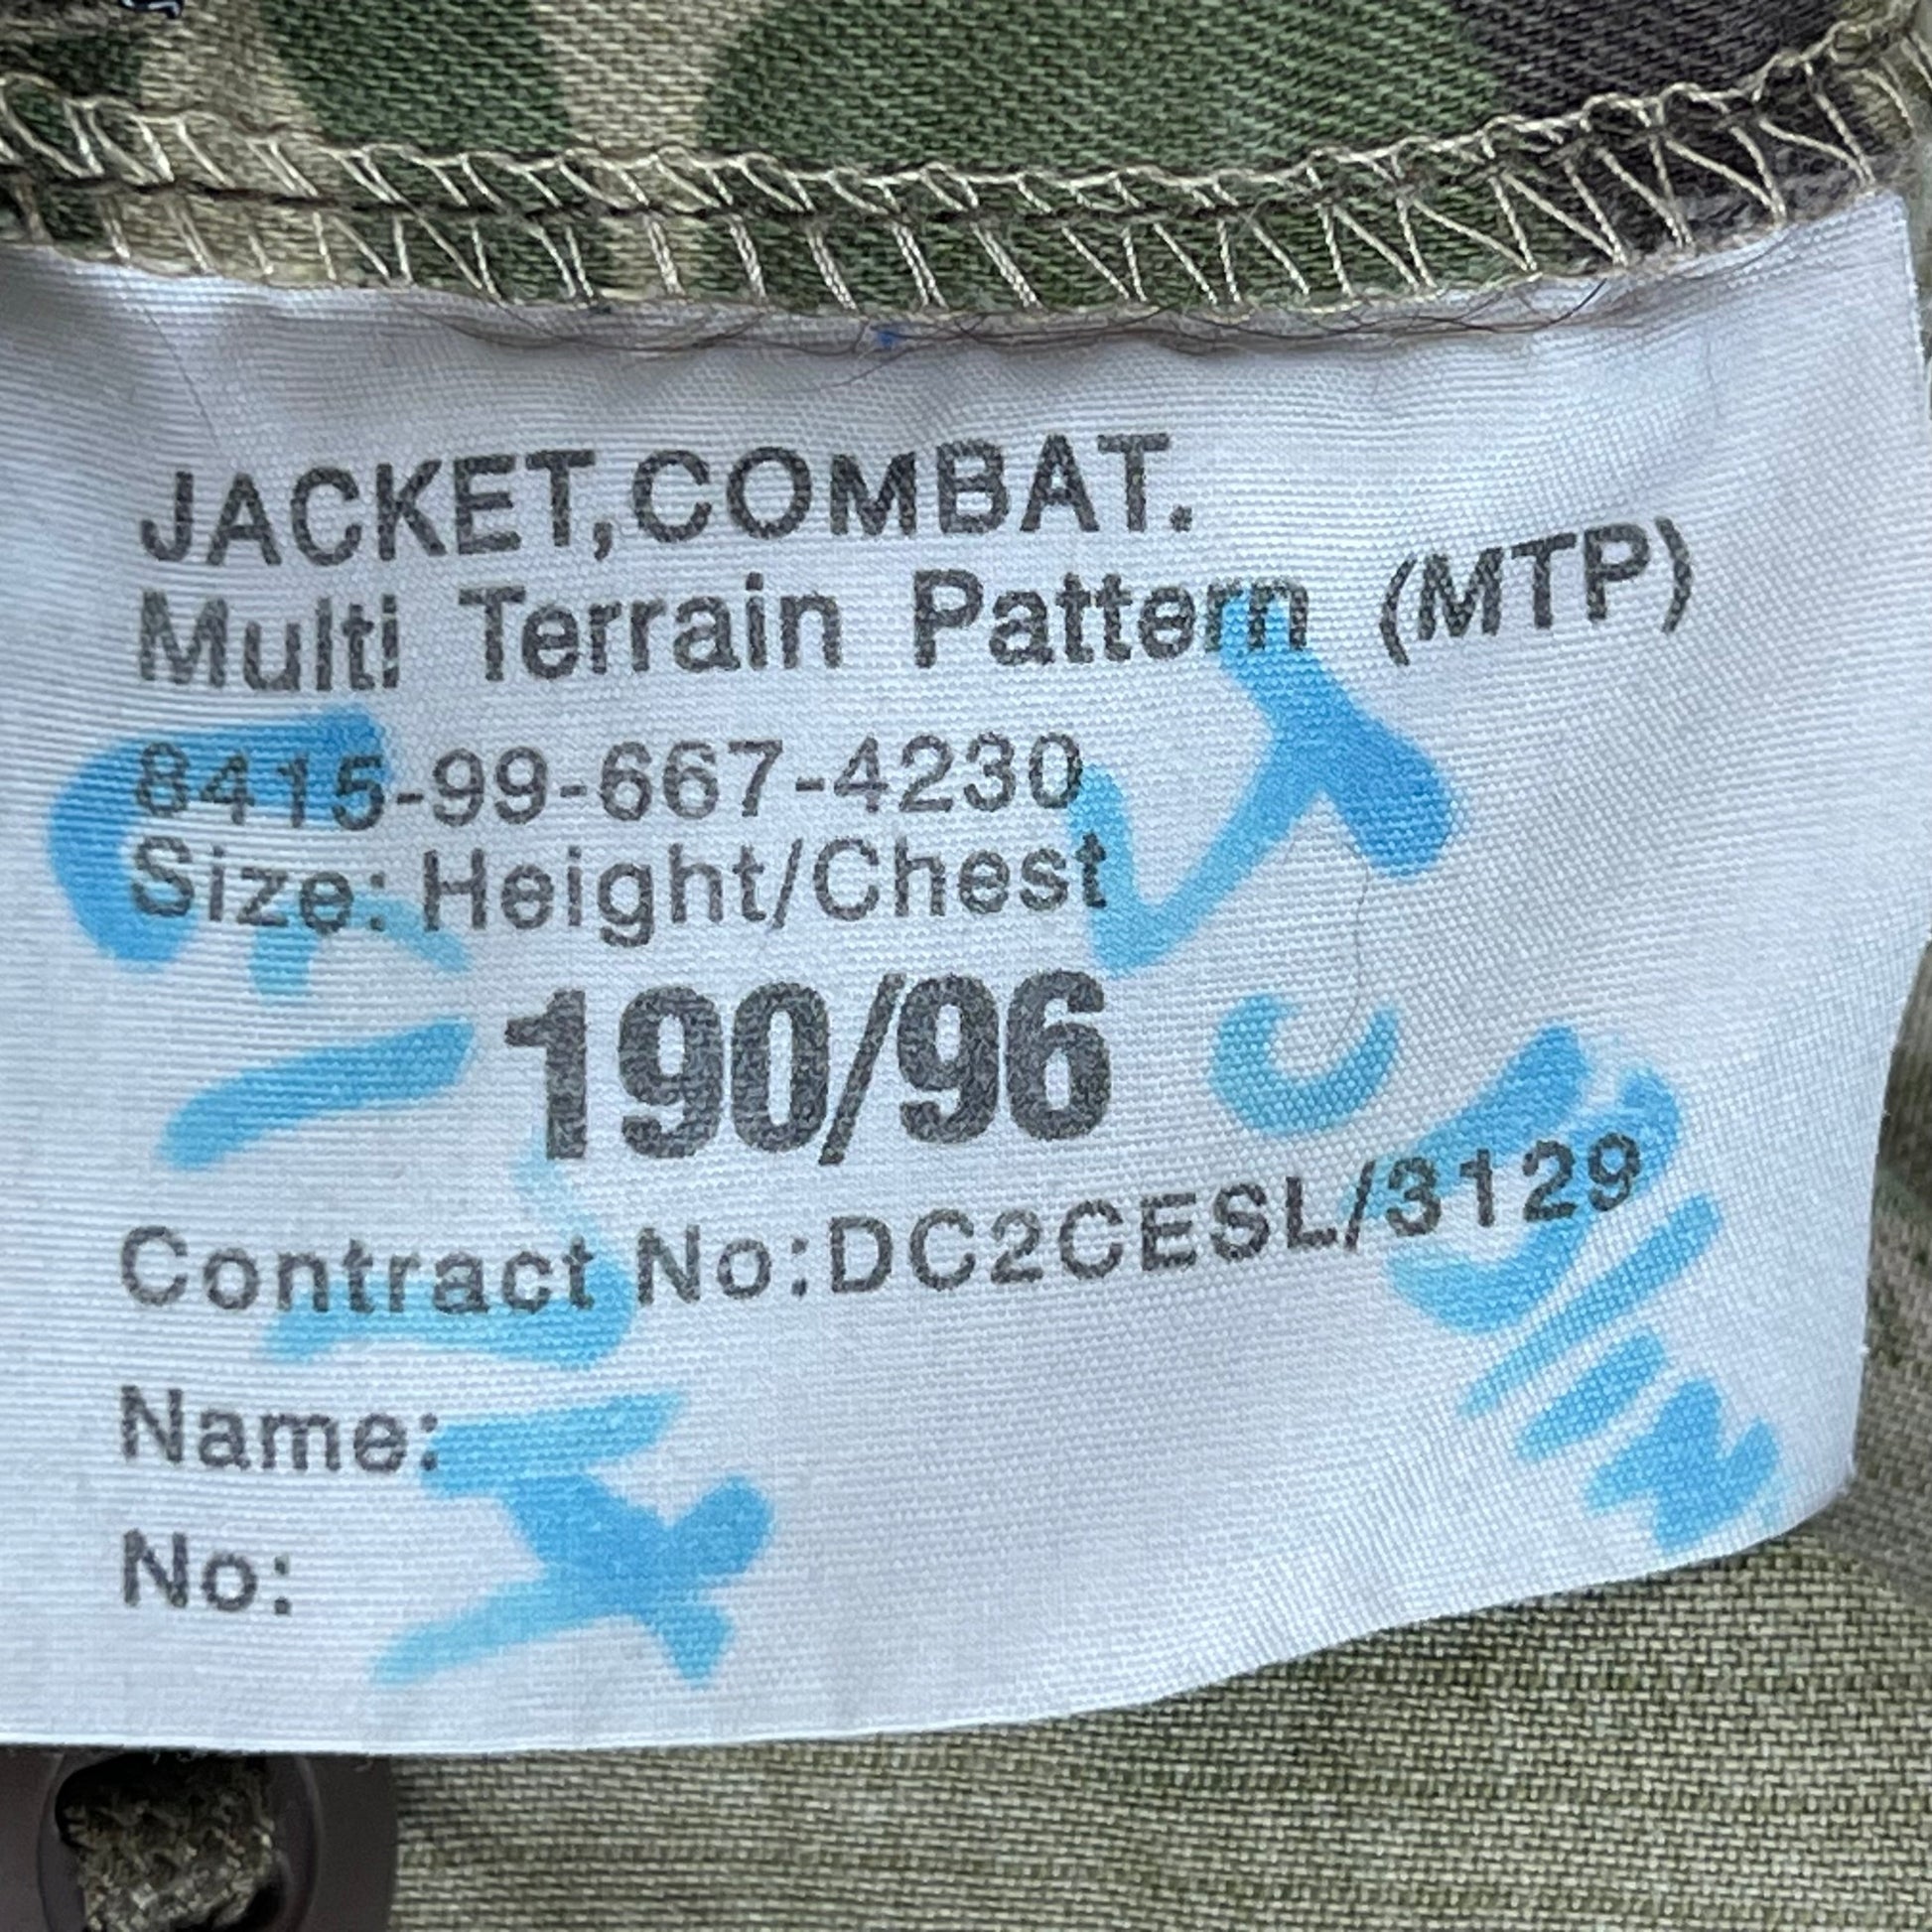 JACKET,COMBAT.
Multi Terrain Pattern (MTP)
8415-99-667-4230
Size: Height/Chest
190/96
Contract No:DC2CESL/3129
Name:
No: